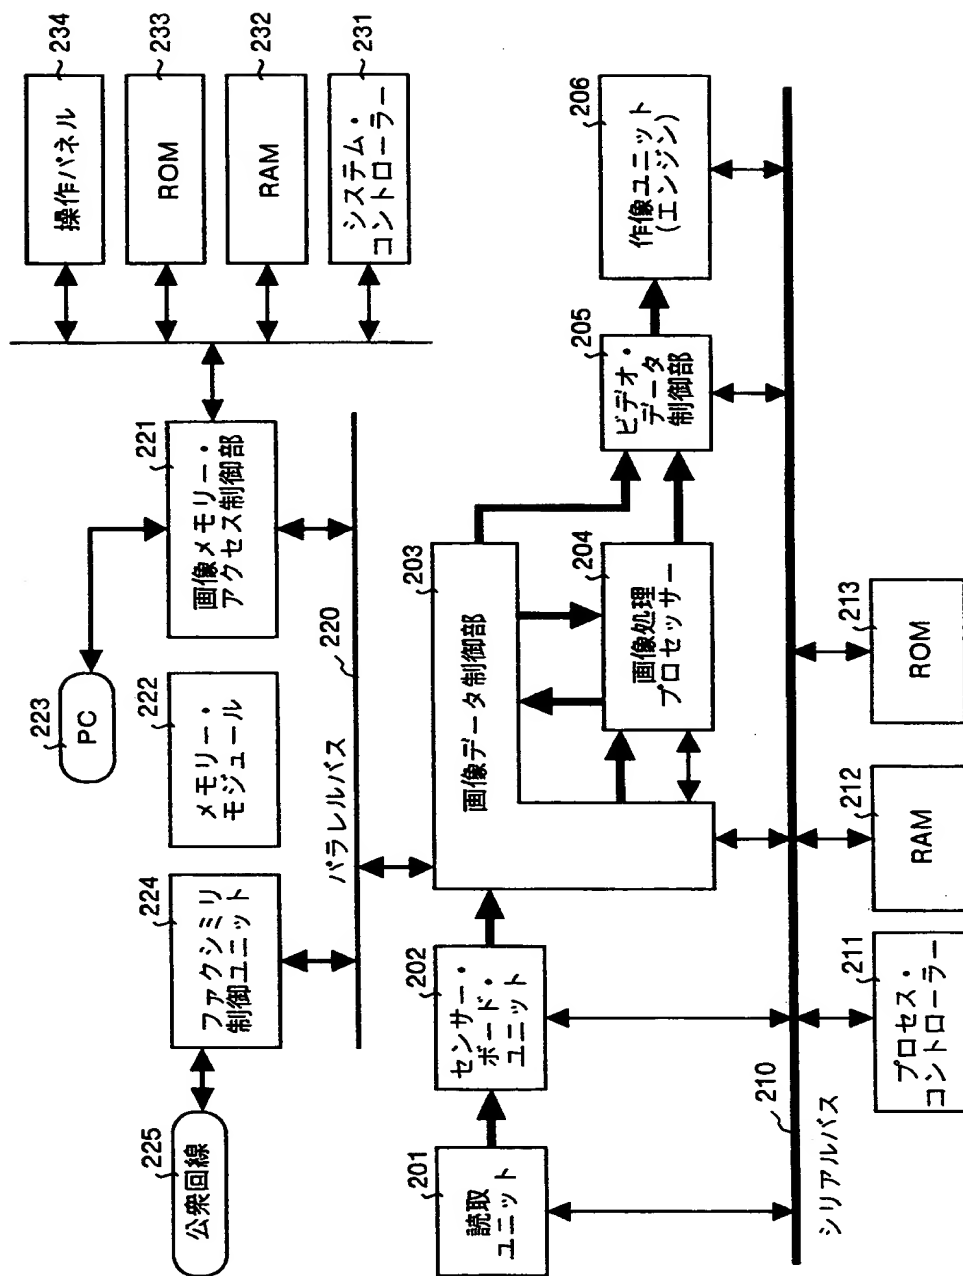 公衆回線
225
ファクシミリ
制御ユニット
224
PC
223
メモリー・
モジュール
222
画像メモリー・
アクセス制御部
221
操作パネル
234
ROM
233
RAM
232
システム・
コントローラー
231
パラレルバス
220
読取
ユニット
201
センサー・
ボード・
ユニット
202
画像データ制御部
203
画像処理
プロセッサー
204
ビデオ・
データ
制御部
205
作像ユニット
(エンジン)
206
シリアルバス
210
プロセス・
コントローラー
211
RAM
212
ROM
213